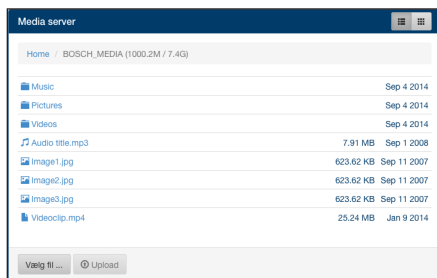 Media server
Home / BOSCH_MEDIA (1000.2M / 7.4G)
Music Sep 4 2014
Pictures Sep 4 2014
Videos Sep 4 2014
Audio title.mp3 7.91 MB Sep 1 2008
Image1.jpg 623.62 KB Sep 11 2007
Image2.jpg 623.62 KB Sep 11 2007
Image3.jpg 623.62 KB Sep 11 2007
Videoclip.mp4 25.24 MB Jan 9 2014
Vælg fil ... Upload